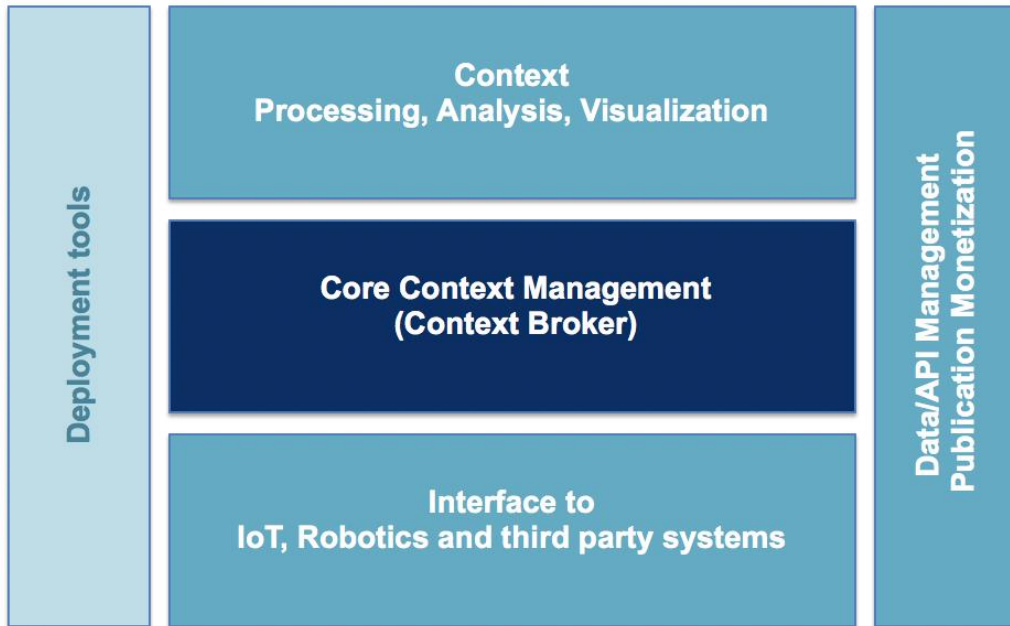 Deployment tools
Context
Processing, Analysis, Visualization
Core Context Management
(Context Broker)
Interface to
IoT, Robotics and third party systems
Data/API Management
Publication Monetization